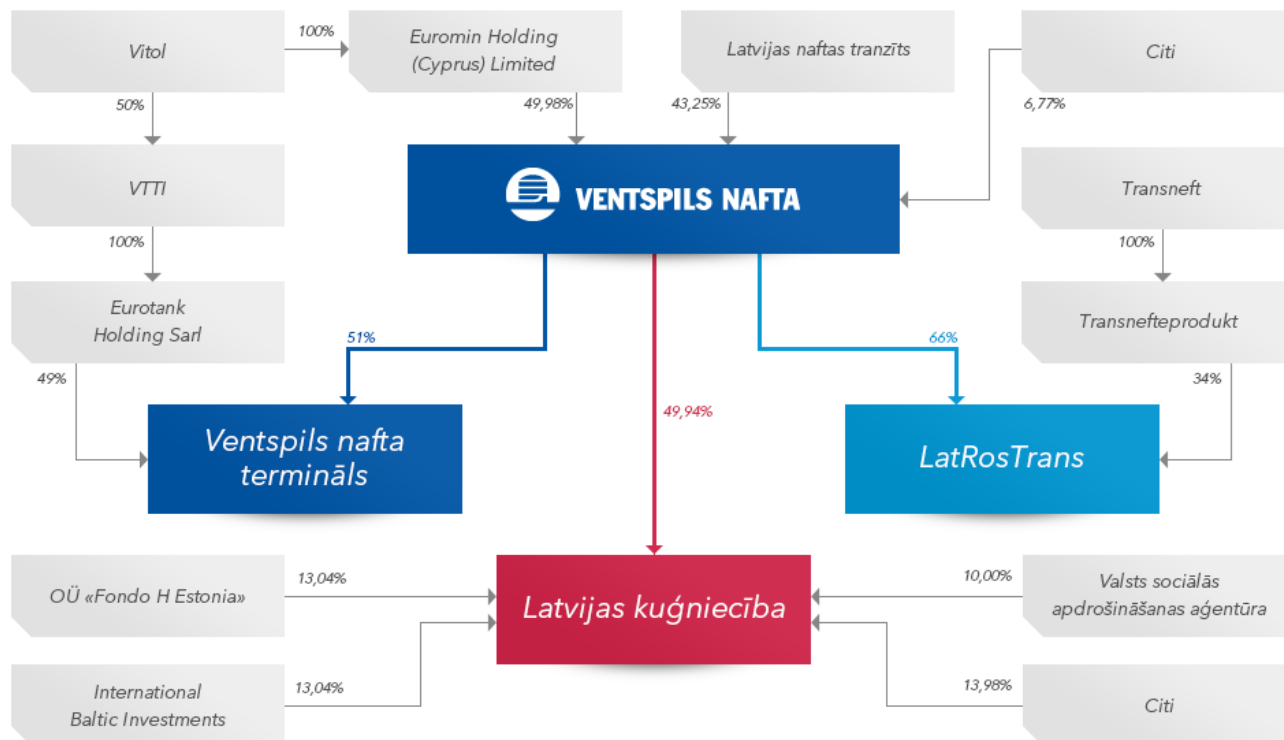 Vitol
100%
Euromin Holding
(Cyprus) Limited
Latvijas naftas tranzīts
Citi
50%
49,98%
43,25%
6,77%
VTTI
VENTSPILS NAFTA
Transneft
100%
100%
Eurotank
Holding Sarl
Transnefteprodukt
51%
66%
49%
34%
49,94%
Ventspils nafta
termināls
LatRosTrans
OÜ «Fondo H Estonia»
13,04%
Latvijas kuģniecība
10,00%
Valsts sociālās
apdrošināšanas aģentūra
International
Baltic Investments
13,04%
13,98%
Citi